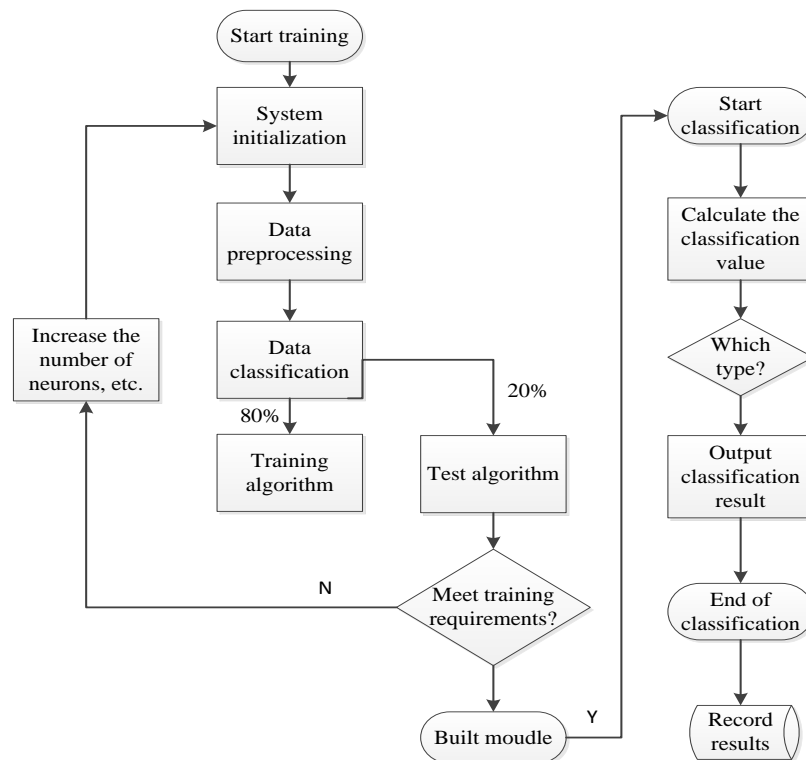 Start training
System
initialization
Data
preprocessing
Increase the
number of
neurons, etc.
Data
classification
80%
20%
Training
algorithm
Test algorithm
N
Meet training
requirements?
Built moudle
Y
Start
classification
Calculate the
classification
value
Which
type?
Output
classification
result
End of
classification
Record
results